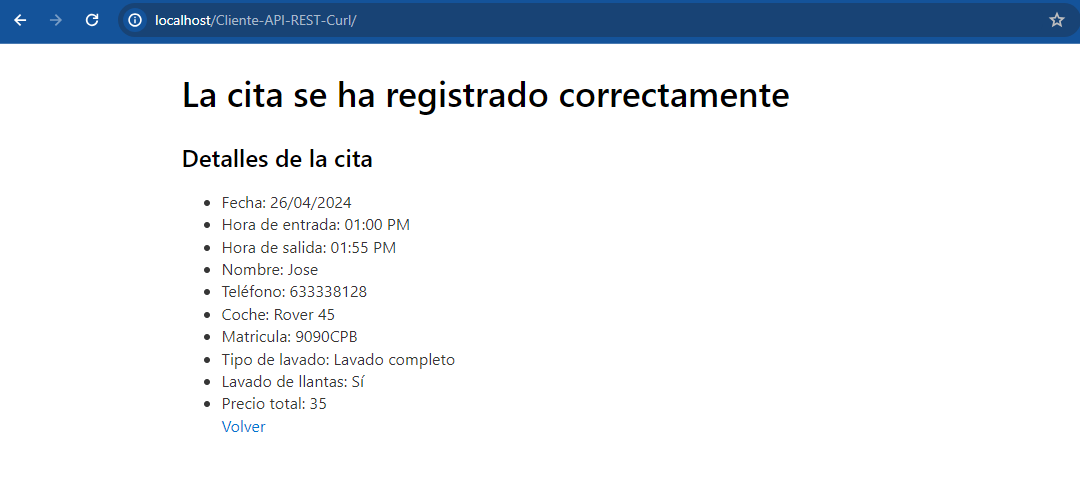 localhost/Cliente-API-REST-Curl/
La cita se ha registrado correctamente
Detalles de la cita
Fecha: 26/04/2024
Hora de entrada: 01:00 PM
Hora de salida: 01:55 PM
Nombre: Jose
Teléfono: 633338128
Coche: Rover 45
Matricula: 9090CPB
Tipo de lavado: Lavado completo
Lavado de llantas: Sí
Precio total: 35
Volver